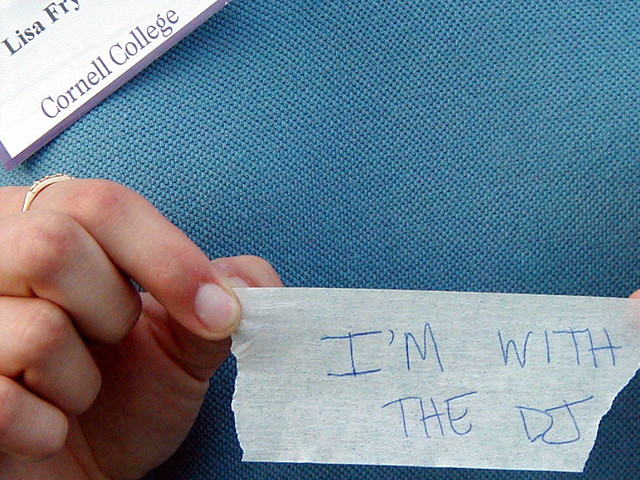 Lisa Fry
Cornell College
I'M WITH
THE DJ